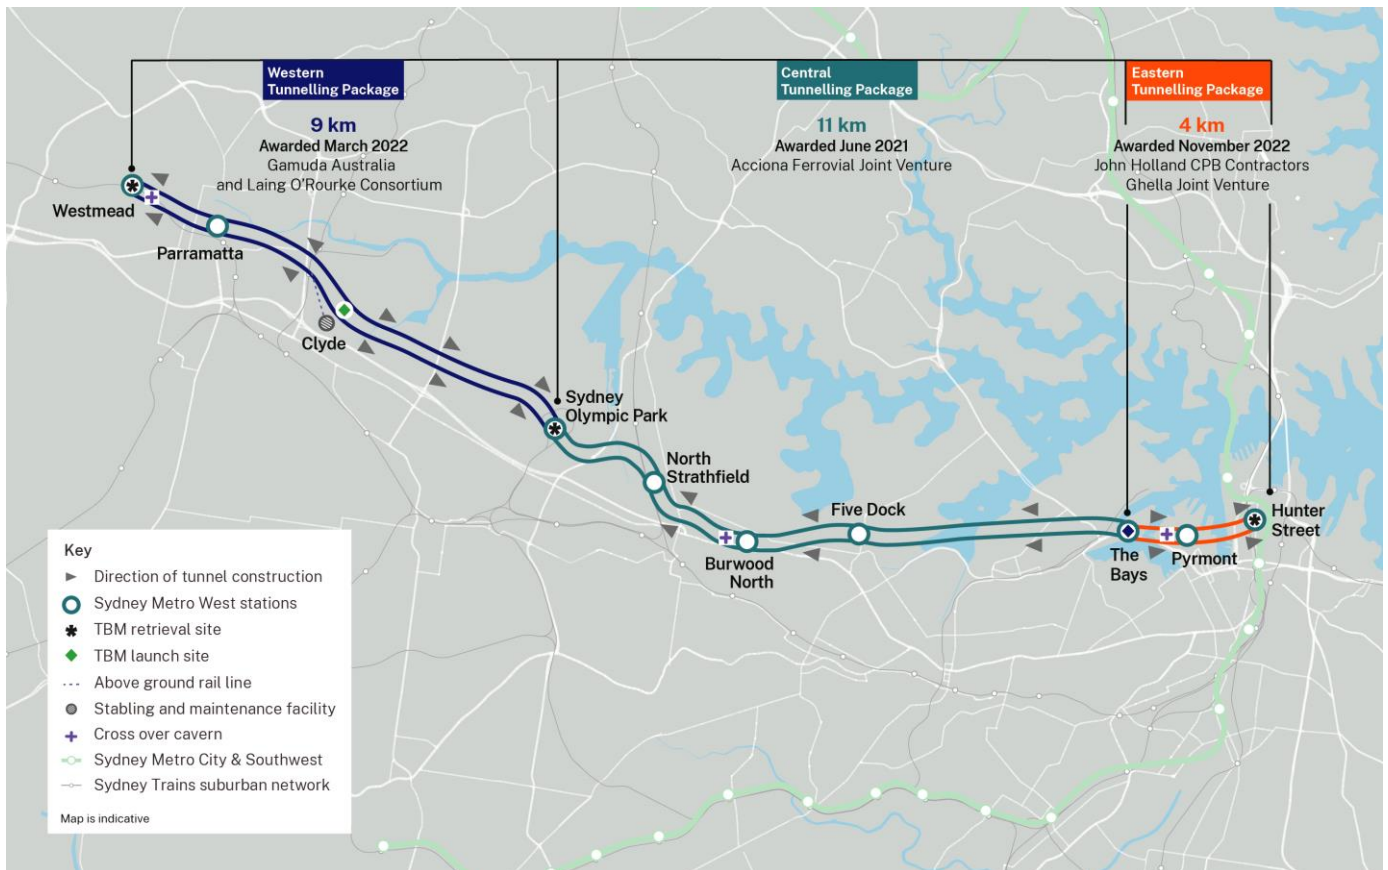 Western
Tunnelling Package
9 km
Awarded March 2022
Gamuda Australia
and Laing O'Rourke Consortium
Central
Tunnelling Package
11 km
Awarded June 2021
Acciona Ferrovial Joint Venture
Eastern
Tunnelling Package
4 km
Awarded November 2022
John Holland CPB Contractors
Ghella Joint Venture
Westmead
Parramatta
Clyde
Sydney
Olympic Park
North
Strathfield
Burwood
North
Five Dock
The
Bays
Pyrmont
Hunter
Street
Key
Direction of tunnel construction
Sydney Metro West stations
TBM retrieval site
TBM launch site
Above ground rail line
Stabling and maintenance facility
Cross over cavern
Sydney Metro City & Southwest
Sydney Trains suburban network
Map is indicative